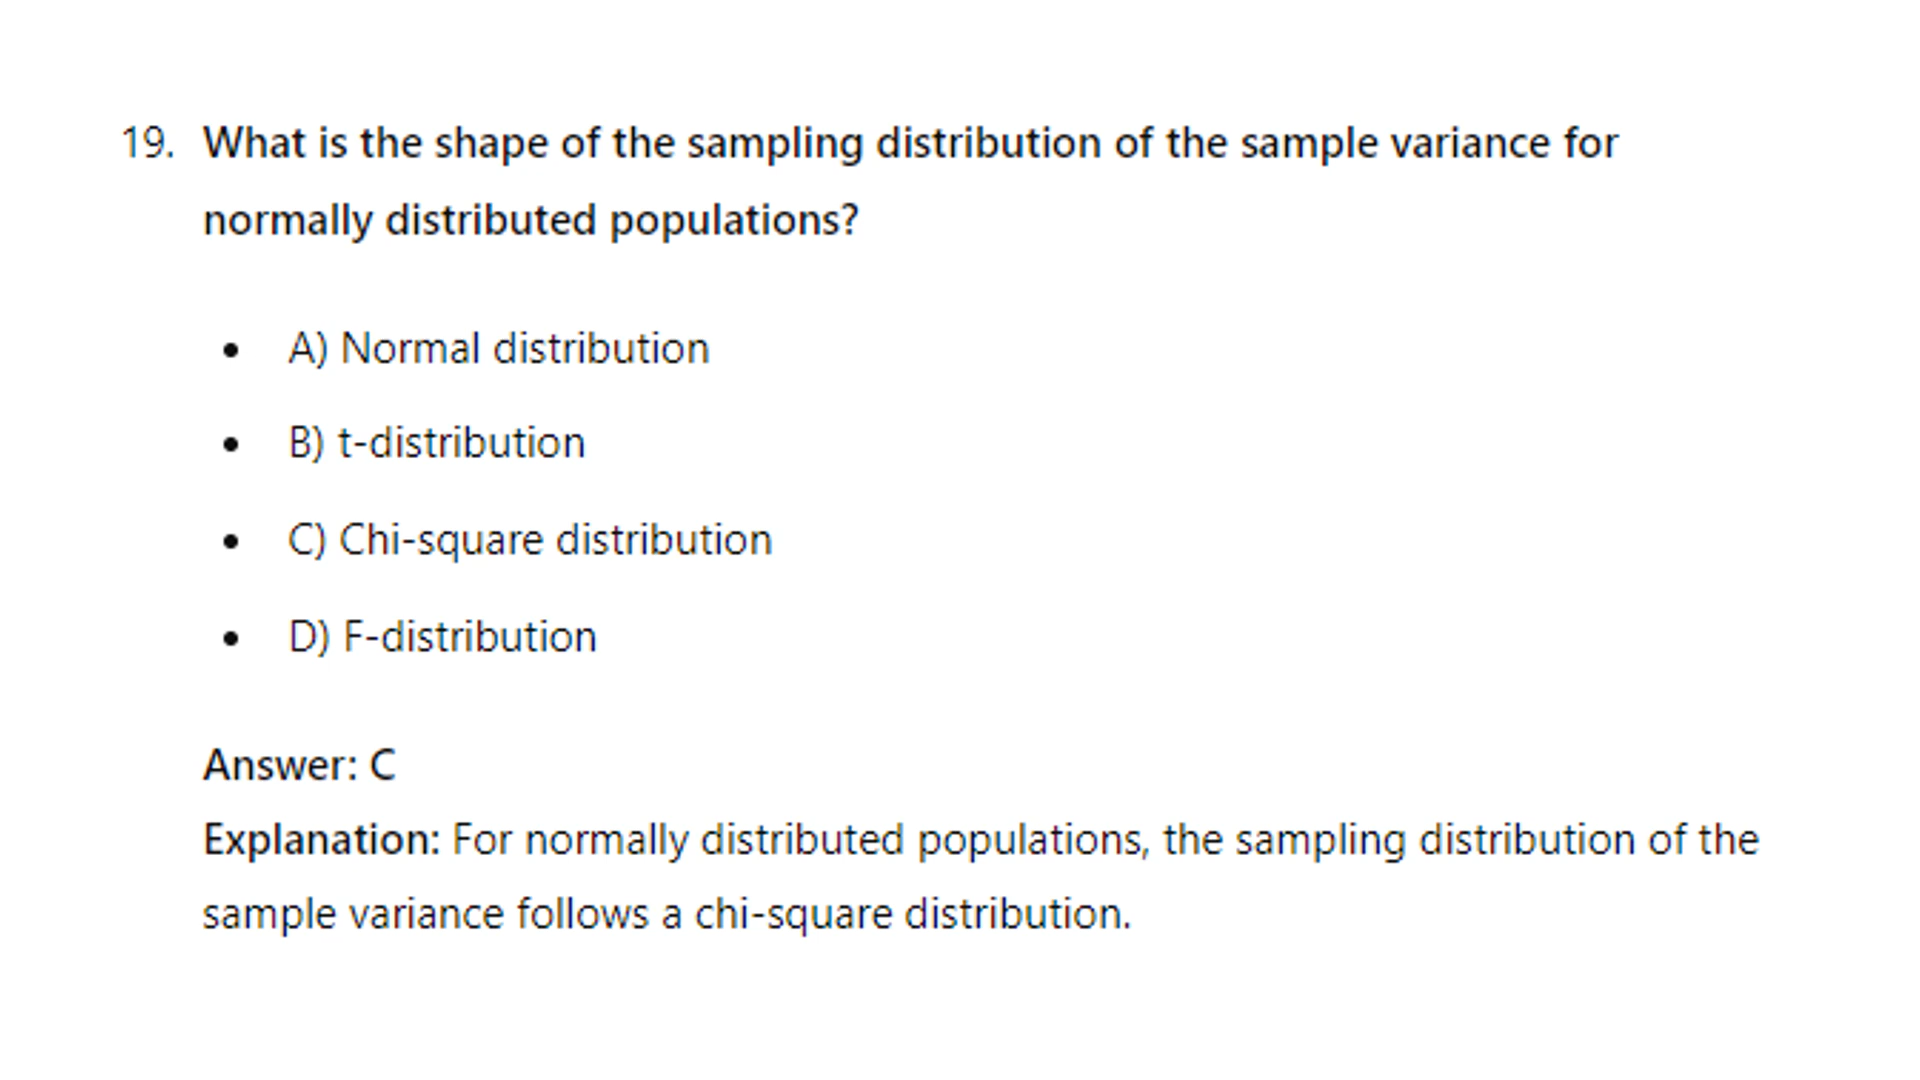 19. What is the shape of the sampling distribution of the sample variance for
normally distributed populations?
• A) Normal distribution
• B) t-distribution
• C) Chi-square distribution
• D) F-distribution
Answer: C
Explanation: For normally distributed populations, the sampling distribution of the
sample variance follows a chi-square distribution.